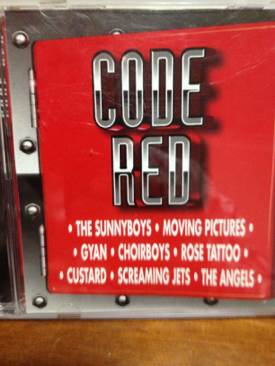 CODE
RED
• THE SUNNYBOYS • MOVING PICTURES •
• GYAN • CHOIRBOYS • ROSE TATTOO •
• CUSTARD • SCREAMING JETS • THE ANGELS •